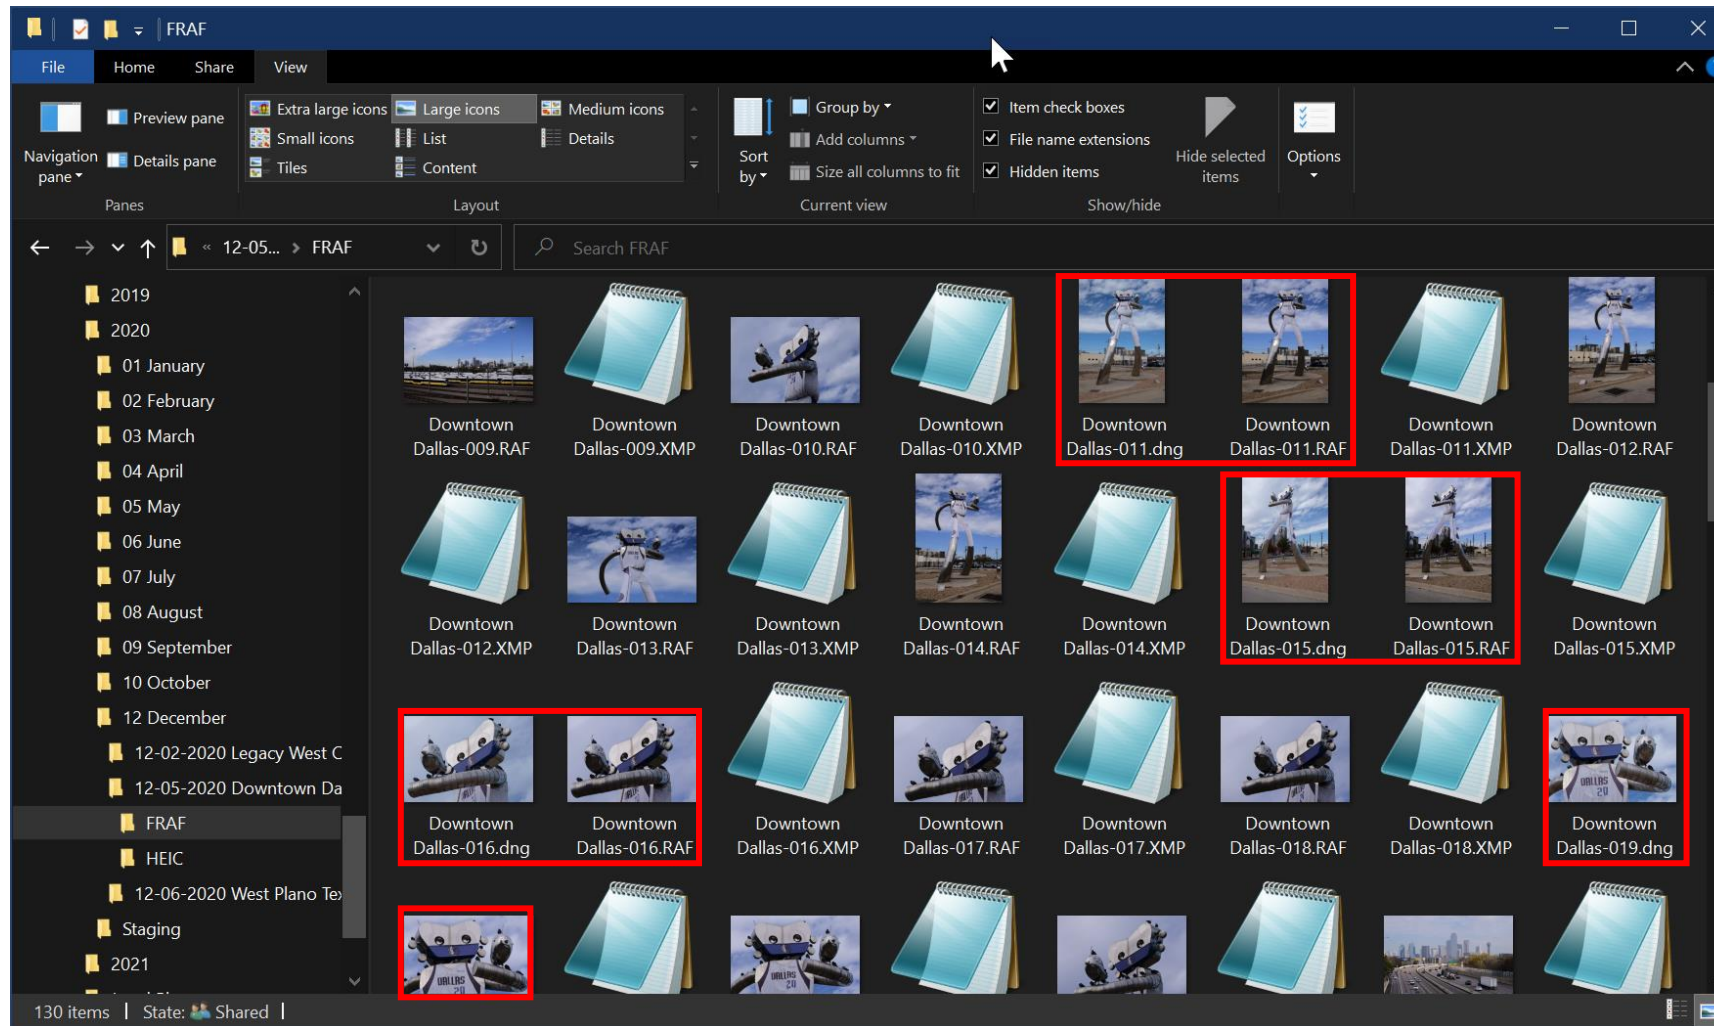 FRAF
File Home Share View
Navigation pane
Preview pane
Details pane
Panes
Extra large icons Large icons Medium icons
Small icons List Details
Tiles Content
Layout
Sort by
Group by
Add columns
Size all columns to fit
Current view
Item check boxes
File name extensions
Hidden items
Hide selected items
Show/hide
Options
« 12-05... > FRAF
Search FRAF
2019
2020
01 January
02 February
03 March
04 April
05 May
06 June
07 July
08 August
09 September
10 October
12 December
12-02-2020 Legacy West C
12-05-2020 Downtown Da
FRAF
HEIC
12-06-2020 West Plano Te
Staging
2021
Downtown Dallas-009.RAF
Downtown Dallas-009.XMP
Downtown Dallas-010.RAF
Downtown Dallas-010.XMP
Downtown Dallas-011.dng
Downtown Dallas-011.RAF
Downtown Dallas-011.XMP
Downtown Dallas-012.RAF
Downtown Dallas-012.XMP
Downtown Dallas-013.RAF
Downtown Dallas-013.XMP
Downtown Dallas-014.RAF
Downtown Dallas-014.XMP
Downtown Dallas-015.dng
Downtown Dallas-015.RAF
Downtown Dallas-015.XMP
Downtown Dallas-016.dng
Downtown Dallas-016.RAF
Downtown Dallas-016.XMP
Downtown Dallas-017.RAF
Downtown Dallas-017.XMP
Downtown Dallas-018.RAF
Downtown Dallas-018.XMP
DALLAS
20
Downtown Dallas-019.dng
DALLAS
20
DALLAS
20
130 items State: Shared